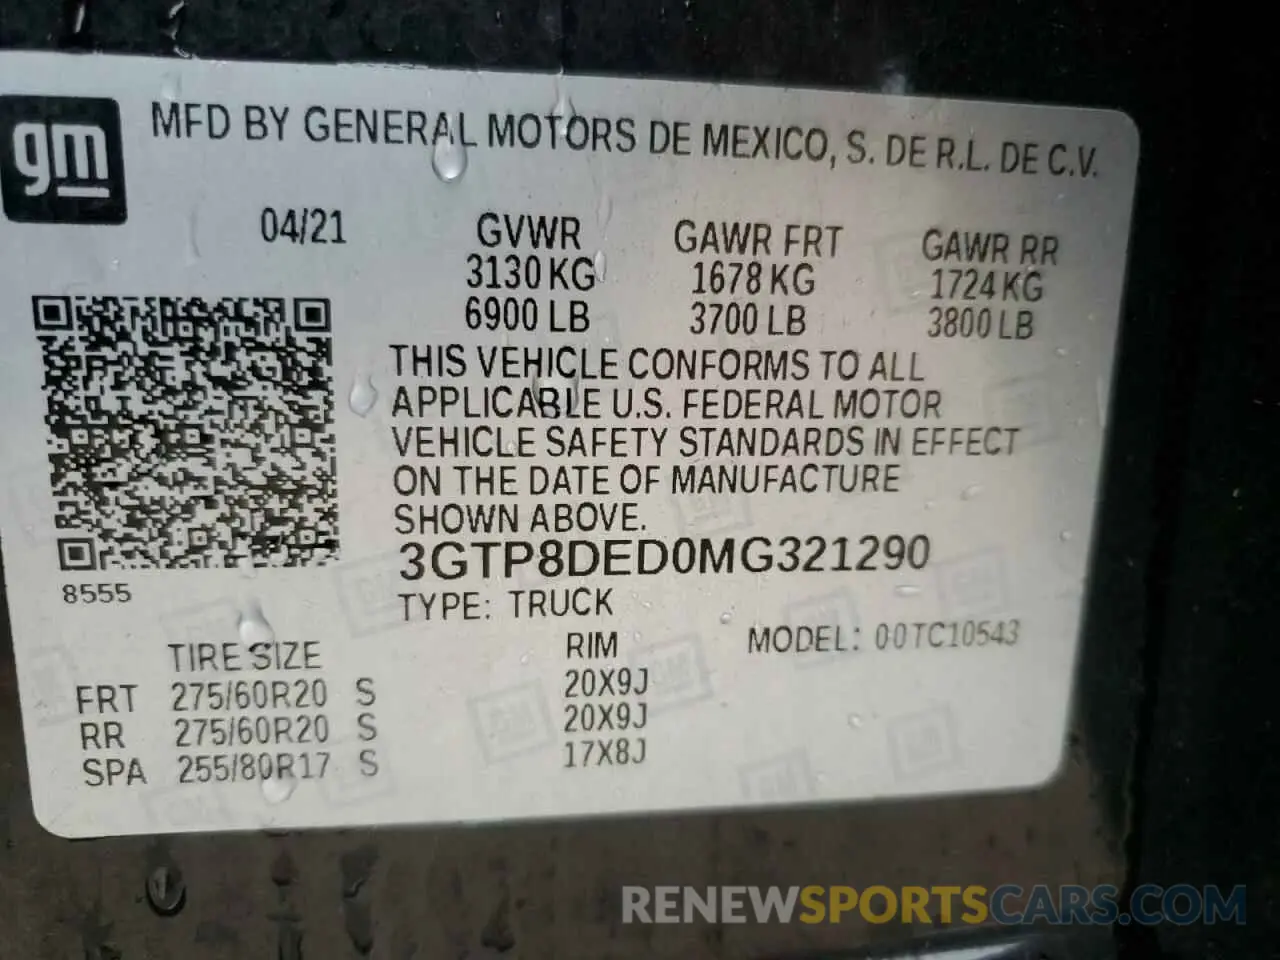 gm
MFD BY GENERAL MOTORS DE MEXICO, S. DE R.L. DE C.V.
04/21 GVWR GAWR FRT GAWR RR
3130 KG 1678 KG 1724 KG
6900 LB 3700 LB 3800 LB
THIS VEHICLE CONFORMS TO ALL
APPLICABLE U.S. FEDERAL MOTOR
VEHICLE SAFETY STANDARDS IN EFFECT
ON THE DATE OF MANUFACTURE
SHOWN ABOVE.
3GTP8DED0MG321290
8555
TYPE: TRUCK
MODEL: 00TC10543
TIRE SIZE RIM
FRT 275/60R20 S 20X9J
RR 275/60R20 S 20X9J
SPA 255/80R17 S 17X8J
RENEWSPORTSCARS.COM